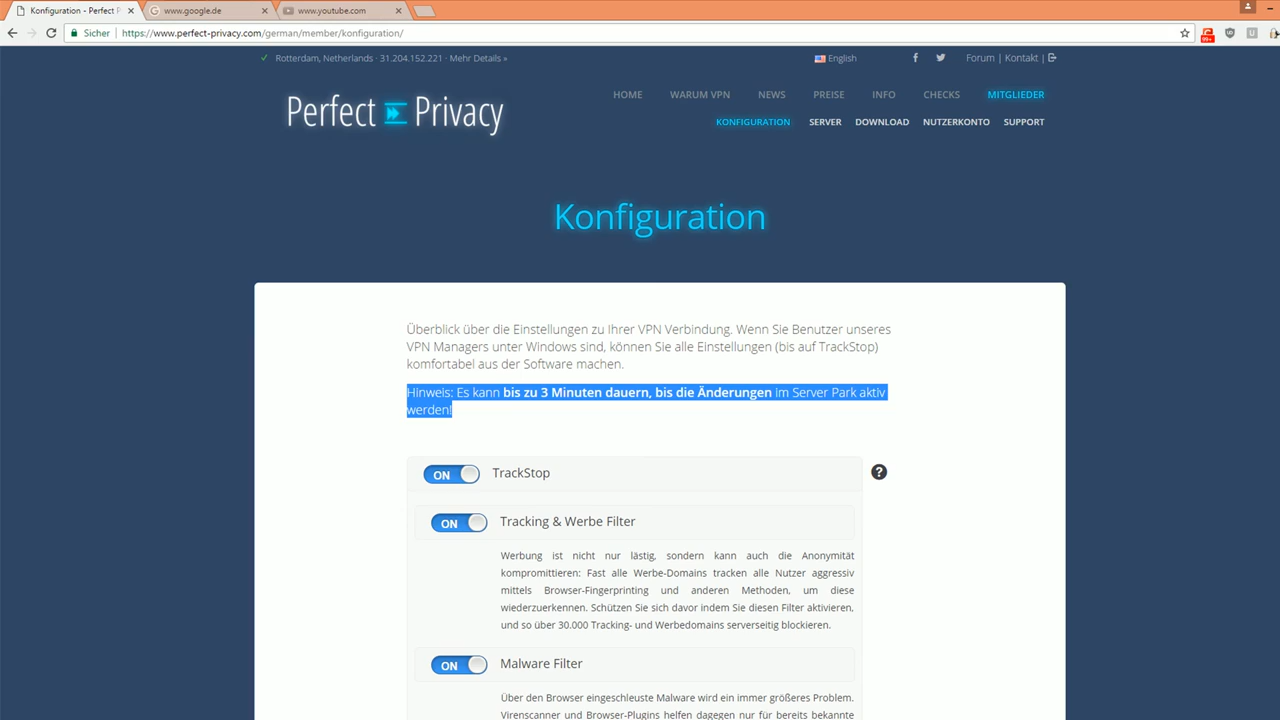 Konfiguration - Perfect P
www.google.de
www.youtube.com
Sicher
https://www.perfect-privacy.com/german/member/konfiguration/
99+
Rotterdam, Netherlands · 31.204.152.221 · Mehr Details »
English
Forum | Kontakt |
Perfect Privacy
HOME WARUM VPN NEWS PREISE INFO CHECKS MITGLIEDER
KONFIGURATION SERVER DOWNLOAD NUTZERKONTO SUPPORT
Konfiguration
Überblick über die Einstellungen zu Ihrer VPN Verbindung. Wenn Sie Benutzer unseres
VPN Managers unter Windows sind, können Sie alle Einstellungen (bis auf TrackStop)
komfortabel aus der Software machen.
Hinweis: Es kann bis zu 3 Minuten dauern, bis die Änderungen im Server Park aktiv
werden!
ON TrackStop ?
ON Tracking & Werbe Filter
Werbung ist nicht nur lästig, sondern kann auch die Anonymität
kompromittieren: Fast alle Werbe-Domains tracken alle Nutzer aggressiv
mittels Browser-Fingerprinting und anderen Methoden, um diese
wiederzuerkennen. Schützen Sie sich davor indem Sie diesen Filter aktivieren,
und so über 30.000 Tracking- und Werbedomains serverseitig blockieren.
ON Malware Filter
Über den Browser eingeschleuste Malware wird ein immer größeres Problem.
Virenscanner und Browser-Plugins helfen dagegen nur für bereits bekannte